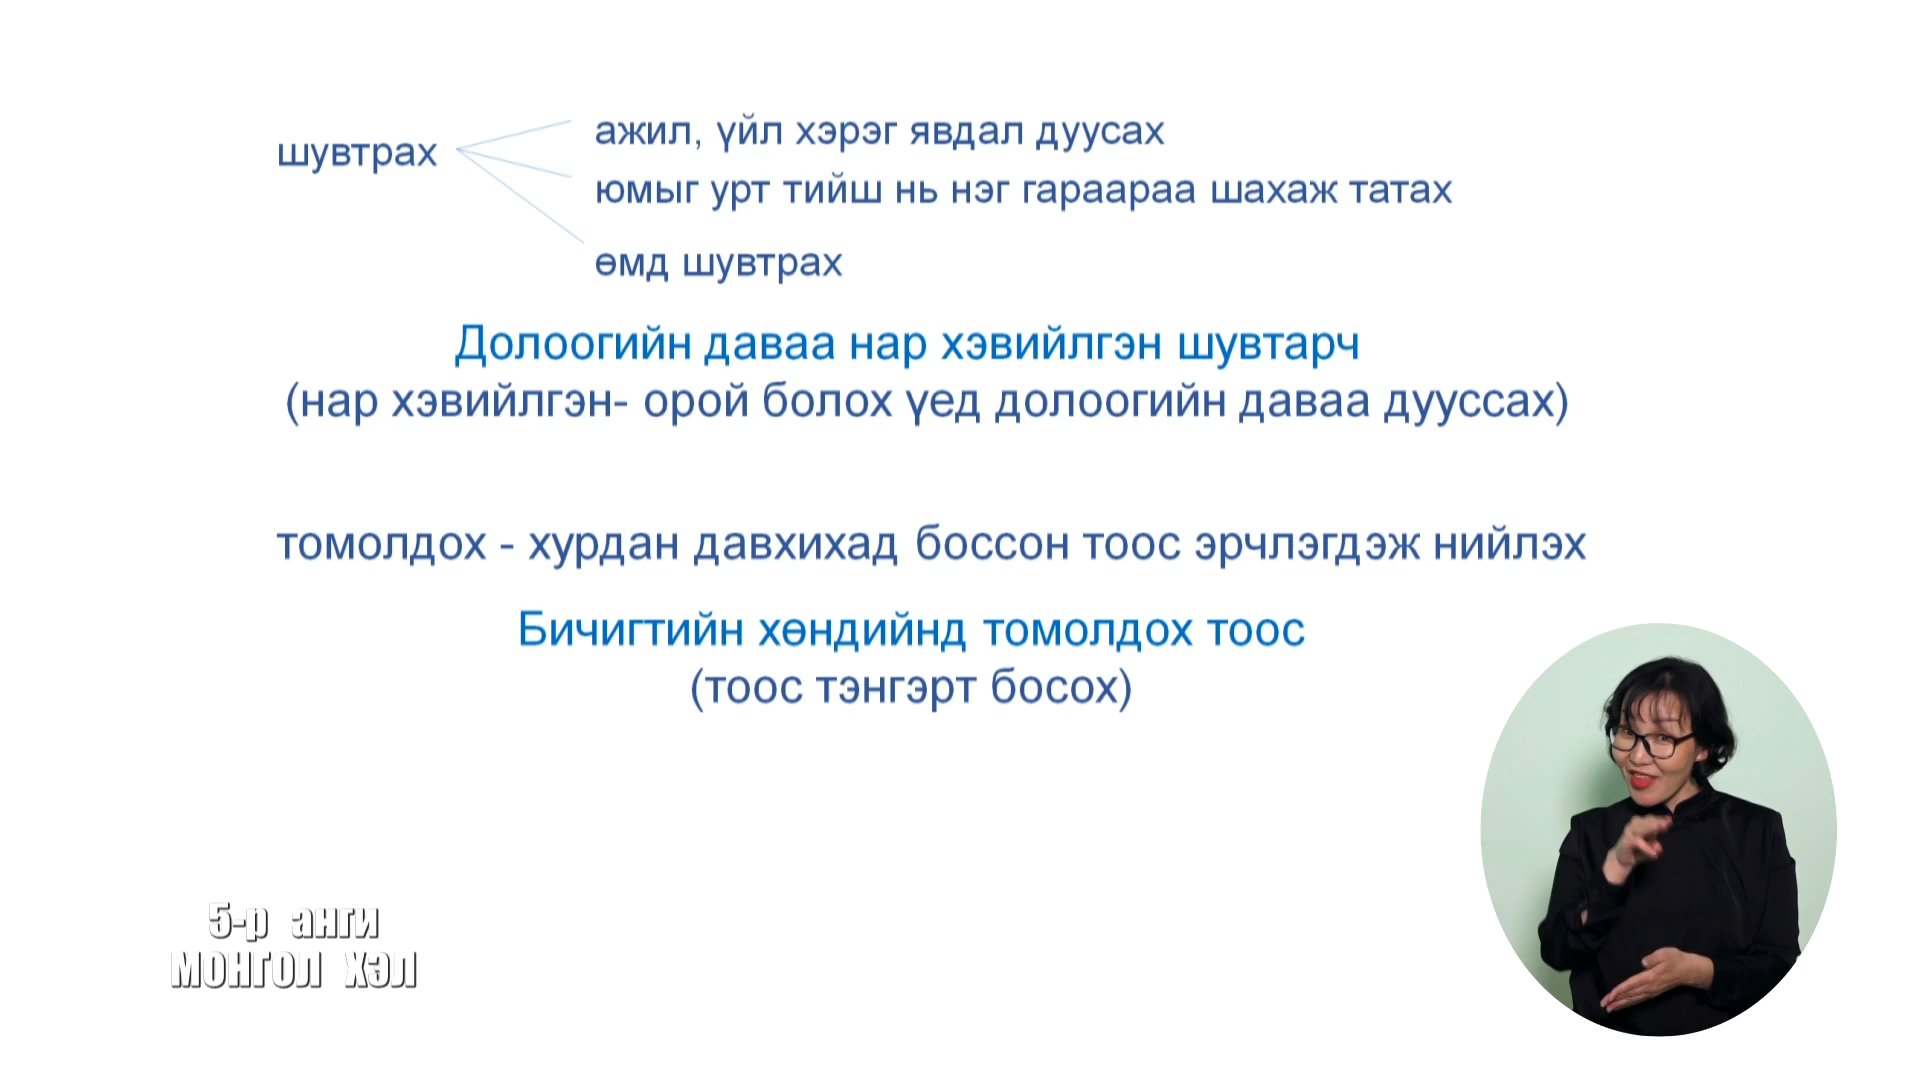 шувтрах
ажил, үйл хэрэг явдал дуусах
юмыг урт тийш нь нэг гараараа шахаж татах
өмд шувтрах
Долоогийн даваа нар хэвийлгэн шувтарч
(нар хэвийлгэн- орой болох үед долоогийн даваа дууссах)
томолдох - хурдан давхихад боссон тоос эрчлэгдэж нийлэх
Бичигтийн хөндийнд томолдох тоос
(тоос тэнгэрт босох)
5-р анги
МОНГОЛ ХЭЛ